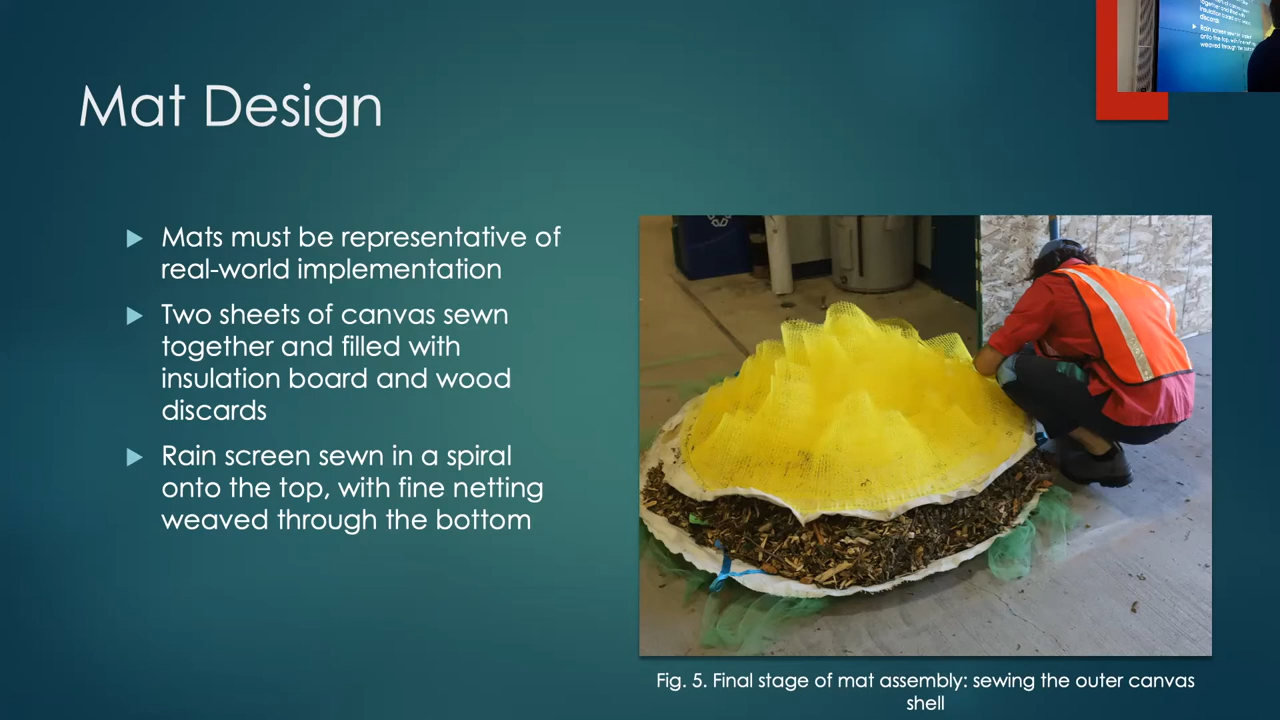 Mat Design
Mats must be representative of
real-world implementation
Two sheets of canvas sewn
together and filled with
insulation board and wood
discards
Rain screen sewn in a spiral
onto the top, with fine netting
weaved through the bottom
Fig. 5. Final stage of mat assembly: sewing the outer canvas
shell